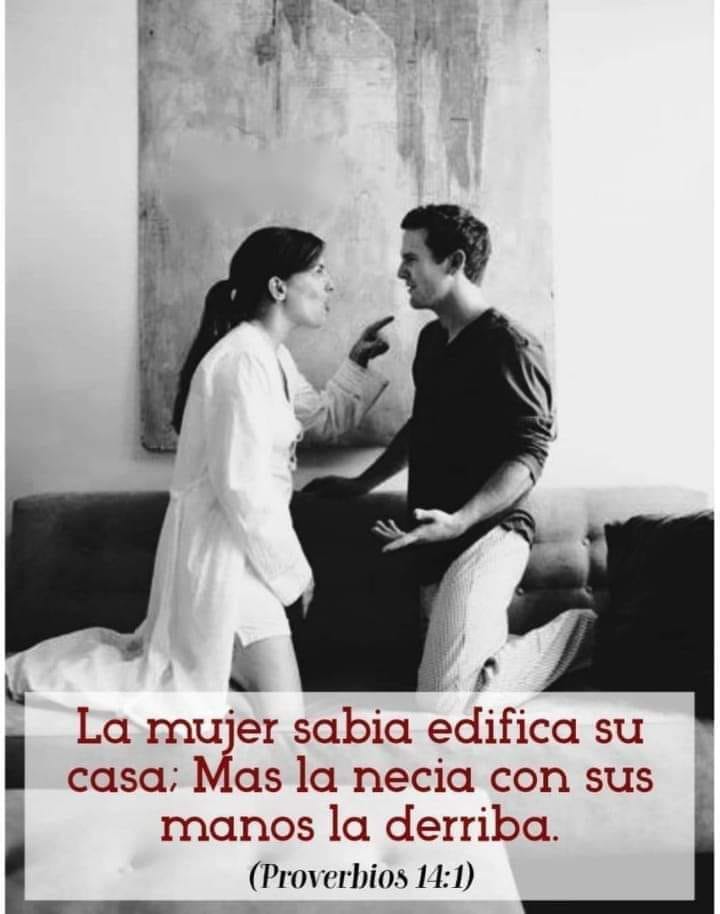 La mujer sabia edifica su
casa; Mas la necia con sus
manos la derriba.
(Proverbios 14:1)